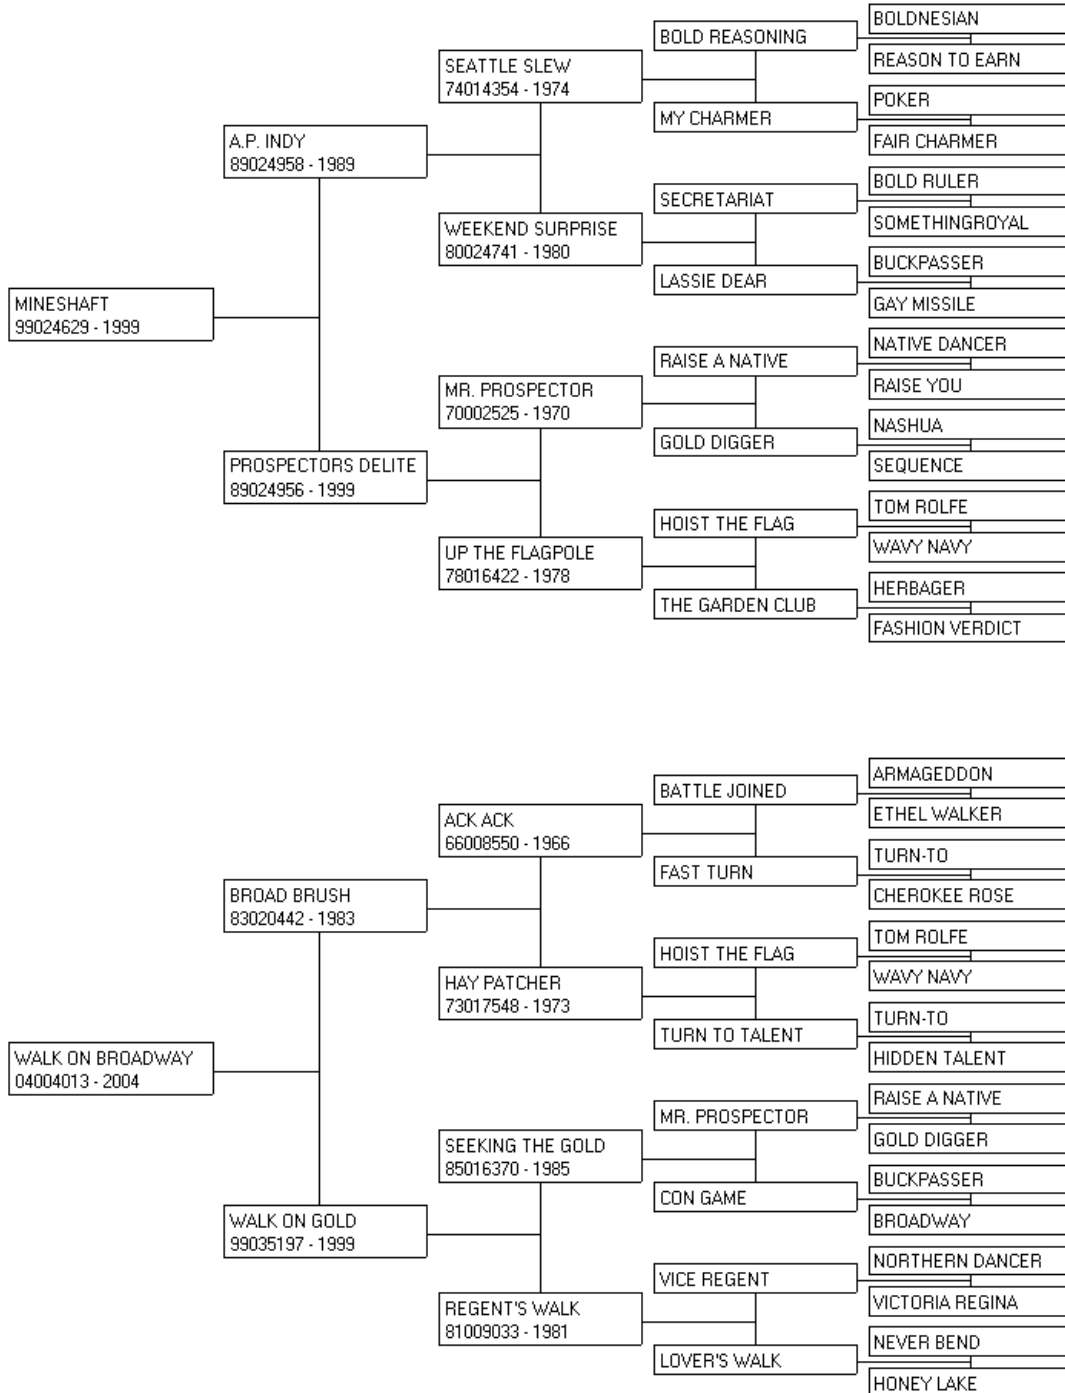 BOLDNESIAN
BOLD REASONING
REASON TO EARN
SEATTLE SLEW
74014354 - 1974
POKER
MY CHARMER
FAIR CHARMER
A.P. INDY
89024958 - 1989
BOLD RULER
SECRETARIAT
SOMETHINGROYAL
WEEKEND SURPRISE
80024741 - 1980
BUCKPASSER
LASSIE DEAR
GAY MISSILE
MINESHAFT
99024629 - 1999
NATIVE DANCER
RAISE A NATIVE
RAISE YOU
MR. PROSPECTOR
70002525 - 1970
NASHUA
GOLD DIGGER
SEQUENCE
PROSPECTORS DELITE
89024956 - 1999
TOM ROLFE
HOIST THE FLAG
WAVY NAVY
UP THE FLAGPOLE
78016422 - 1978
HERBAGER
THE GARDEN CLUB
FASHION VERDICT
ARMAGEDDON
BATTLE JOINED
ETHEL WALKER
ACK ACK
66008550 - 1966
TURN-TO
FAST TURN
CHEROKEE ROSE
BROAD BRUSH
83020442 - 1983
TOM ROLFE
HOIST THE FLAG
WAVY NAVY
HAY PATCHER
73017548 - 1973
TURN-TO
TURN TO TALENT
HIDDEN TALENT
WALK ON BROADWAY
04004013 - 2004
RAISE A NATIVE
MR. PROSPECTOR
GOLD DIGGER
SEEKING THE GOLD
85016370 - 1985
BUCKPASSER
CON GAME
BROADWAY
WALK ON GOLD
99035197 - 1999
NORTHERN DANCER
VICE REGENT
VICTORIA REGINA
REGENT'S WALK
81009033 - 1981
NEVER BEND
LOVER'S WALK
HONEY LAKE